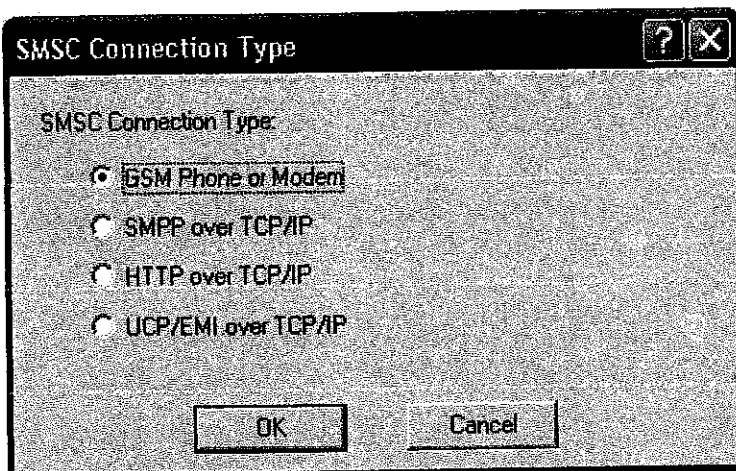 SMSC Connection Type
SMSC Connection Type:
GSM Phone or Modem
SMPP over TCP/IP
HTTP over TCP/IP
UCP/EMI over TCP/IP
OK
Cancel